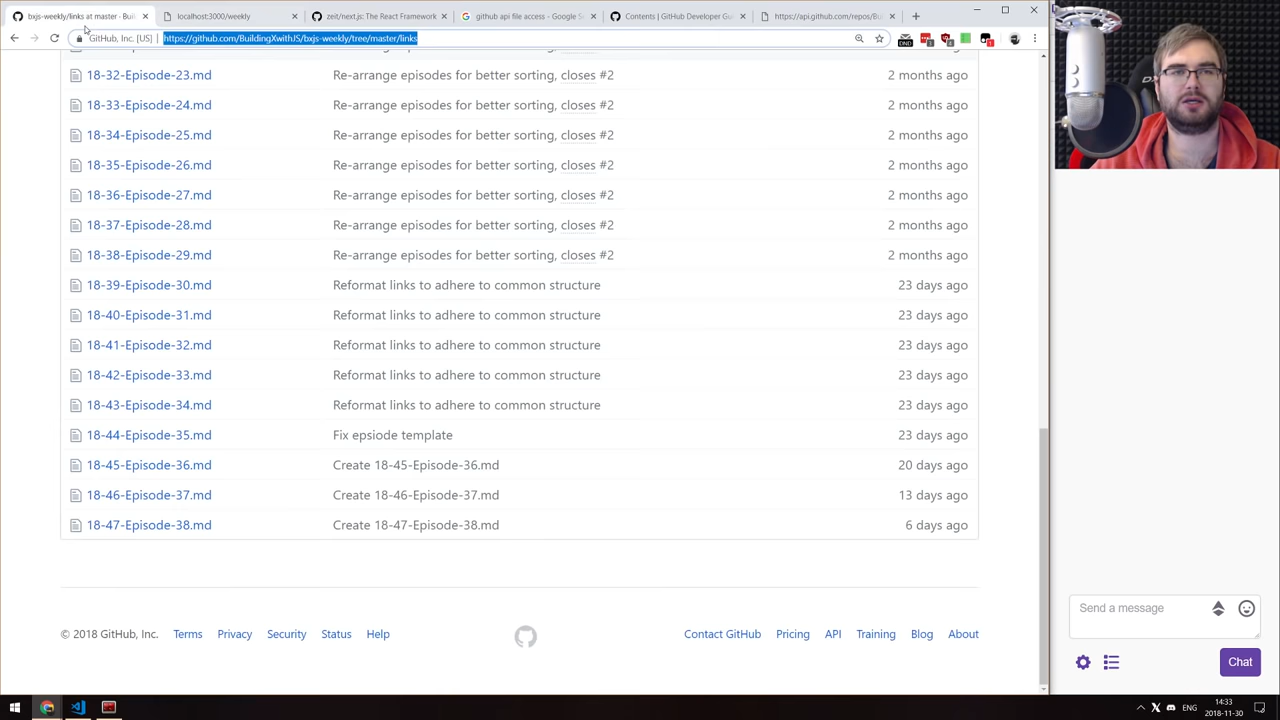 bxjs-weekly/links at master · Bui
localhost:3000/weekly
zeit/next.js: The React Framework
github api file access - Google S
Contents | GitHub Developer Gu
https://api.github.com/repos/Bu
GitHub, Inc. [US] | https://github.com/BuildingXwithJS/bxjs-weekly/tree/master/links
18-32-Episode-23.md Re-arrange episodes for better sorting, closes #2 2 months ago
18-33-Episode-24.md Re-arrange episodes for better sorting, closes #2 2 months ago
18-34-Episode-25.md Re-arrange episodes for better sorting, closes #2 2 months ago
18-35-Episode-26.md Re-arrange episodes for better sorting, closes #2 2 months ago
18-36-Episode-27.md Re-arrange episodes for better sorting, closes #2 2 months ago
18-37-Episode-28.md Re-arrange episodes for better sorting, closes #2 2 months ago
18-38-Episode-29.md Re-arrange episodes for better sorting, closes #2 2 months ago
18-39-Episode-30.md Reformat links to adhere to common structure 23 days ago
18-40-Episode-31.md Reformat links to adhere to common structure 23 days ago
18-41-Episode-32.md Reformat links to adhere to common structure 23 days ago
18-42-Episode-33.md Reformat links to adhere to common structure 23 days ago
18-43-Episode-34.md Reformat links to adhere to common structure 23 days ago
18-44-Episode-35.md Fix epsiode template 23 days ago
18-45-Episode-36.md Create 18-45-Episode-36.md 20 days ago
18-46-Episode-37.md Create 18-46-Episode-37.md 13 days ago
18-47-Episode-38.md Create 18-47-Episode-38.md 6 days ago
© 2018 GitHub, Inc. Terms Privacy Security Status Help Contact GitHub Pricing API Training Blog About
Send a message
Chat
ENG
14:33
2018-11-30